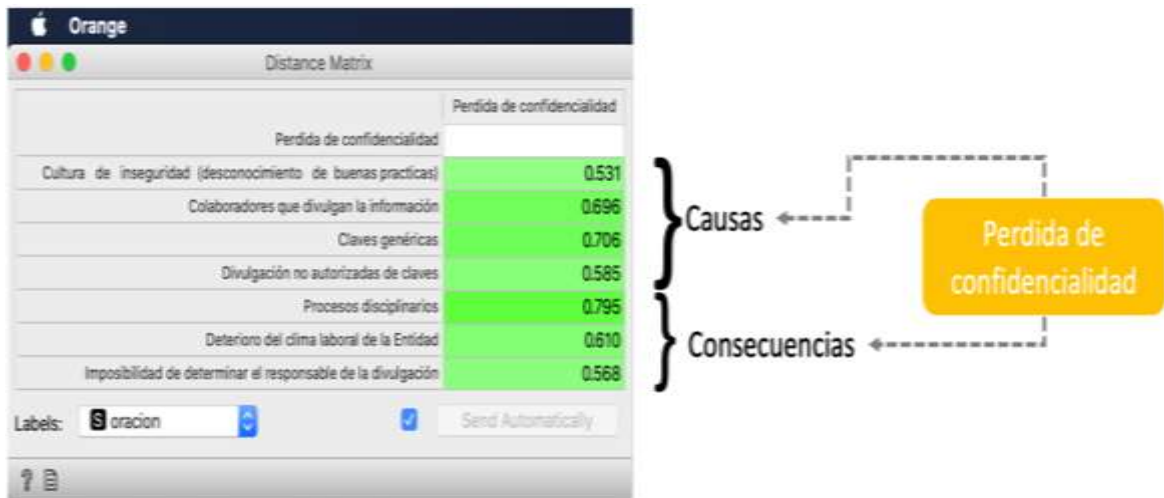 Orange
Distance Matrix
Perdida de confidencialidad
Perdida de confidencialidad
Cultura de inseguridad (desconocimiento de buenas practicas) 0.531
Colaboradores que divulgan la información 0.696
Claves genéricas 0.706
Divulgación no autorizadas de claves 0.585
Procesos disciplinarios 0.795
Deterioro del clima laboral de la Entidad 0.610
Imposibilidad de determinar el responsable de la divulgación 0.568
Labels: S oracion Send Automatically
?
Causas
Consecuencias
Perdida de
confidencialidad